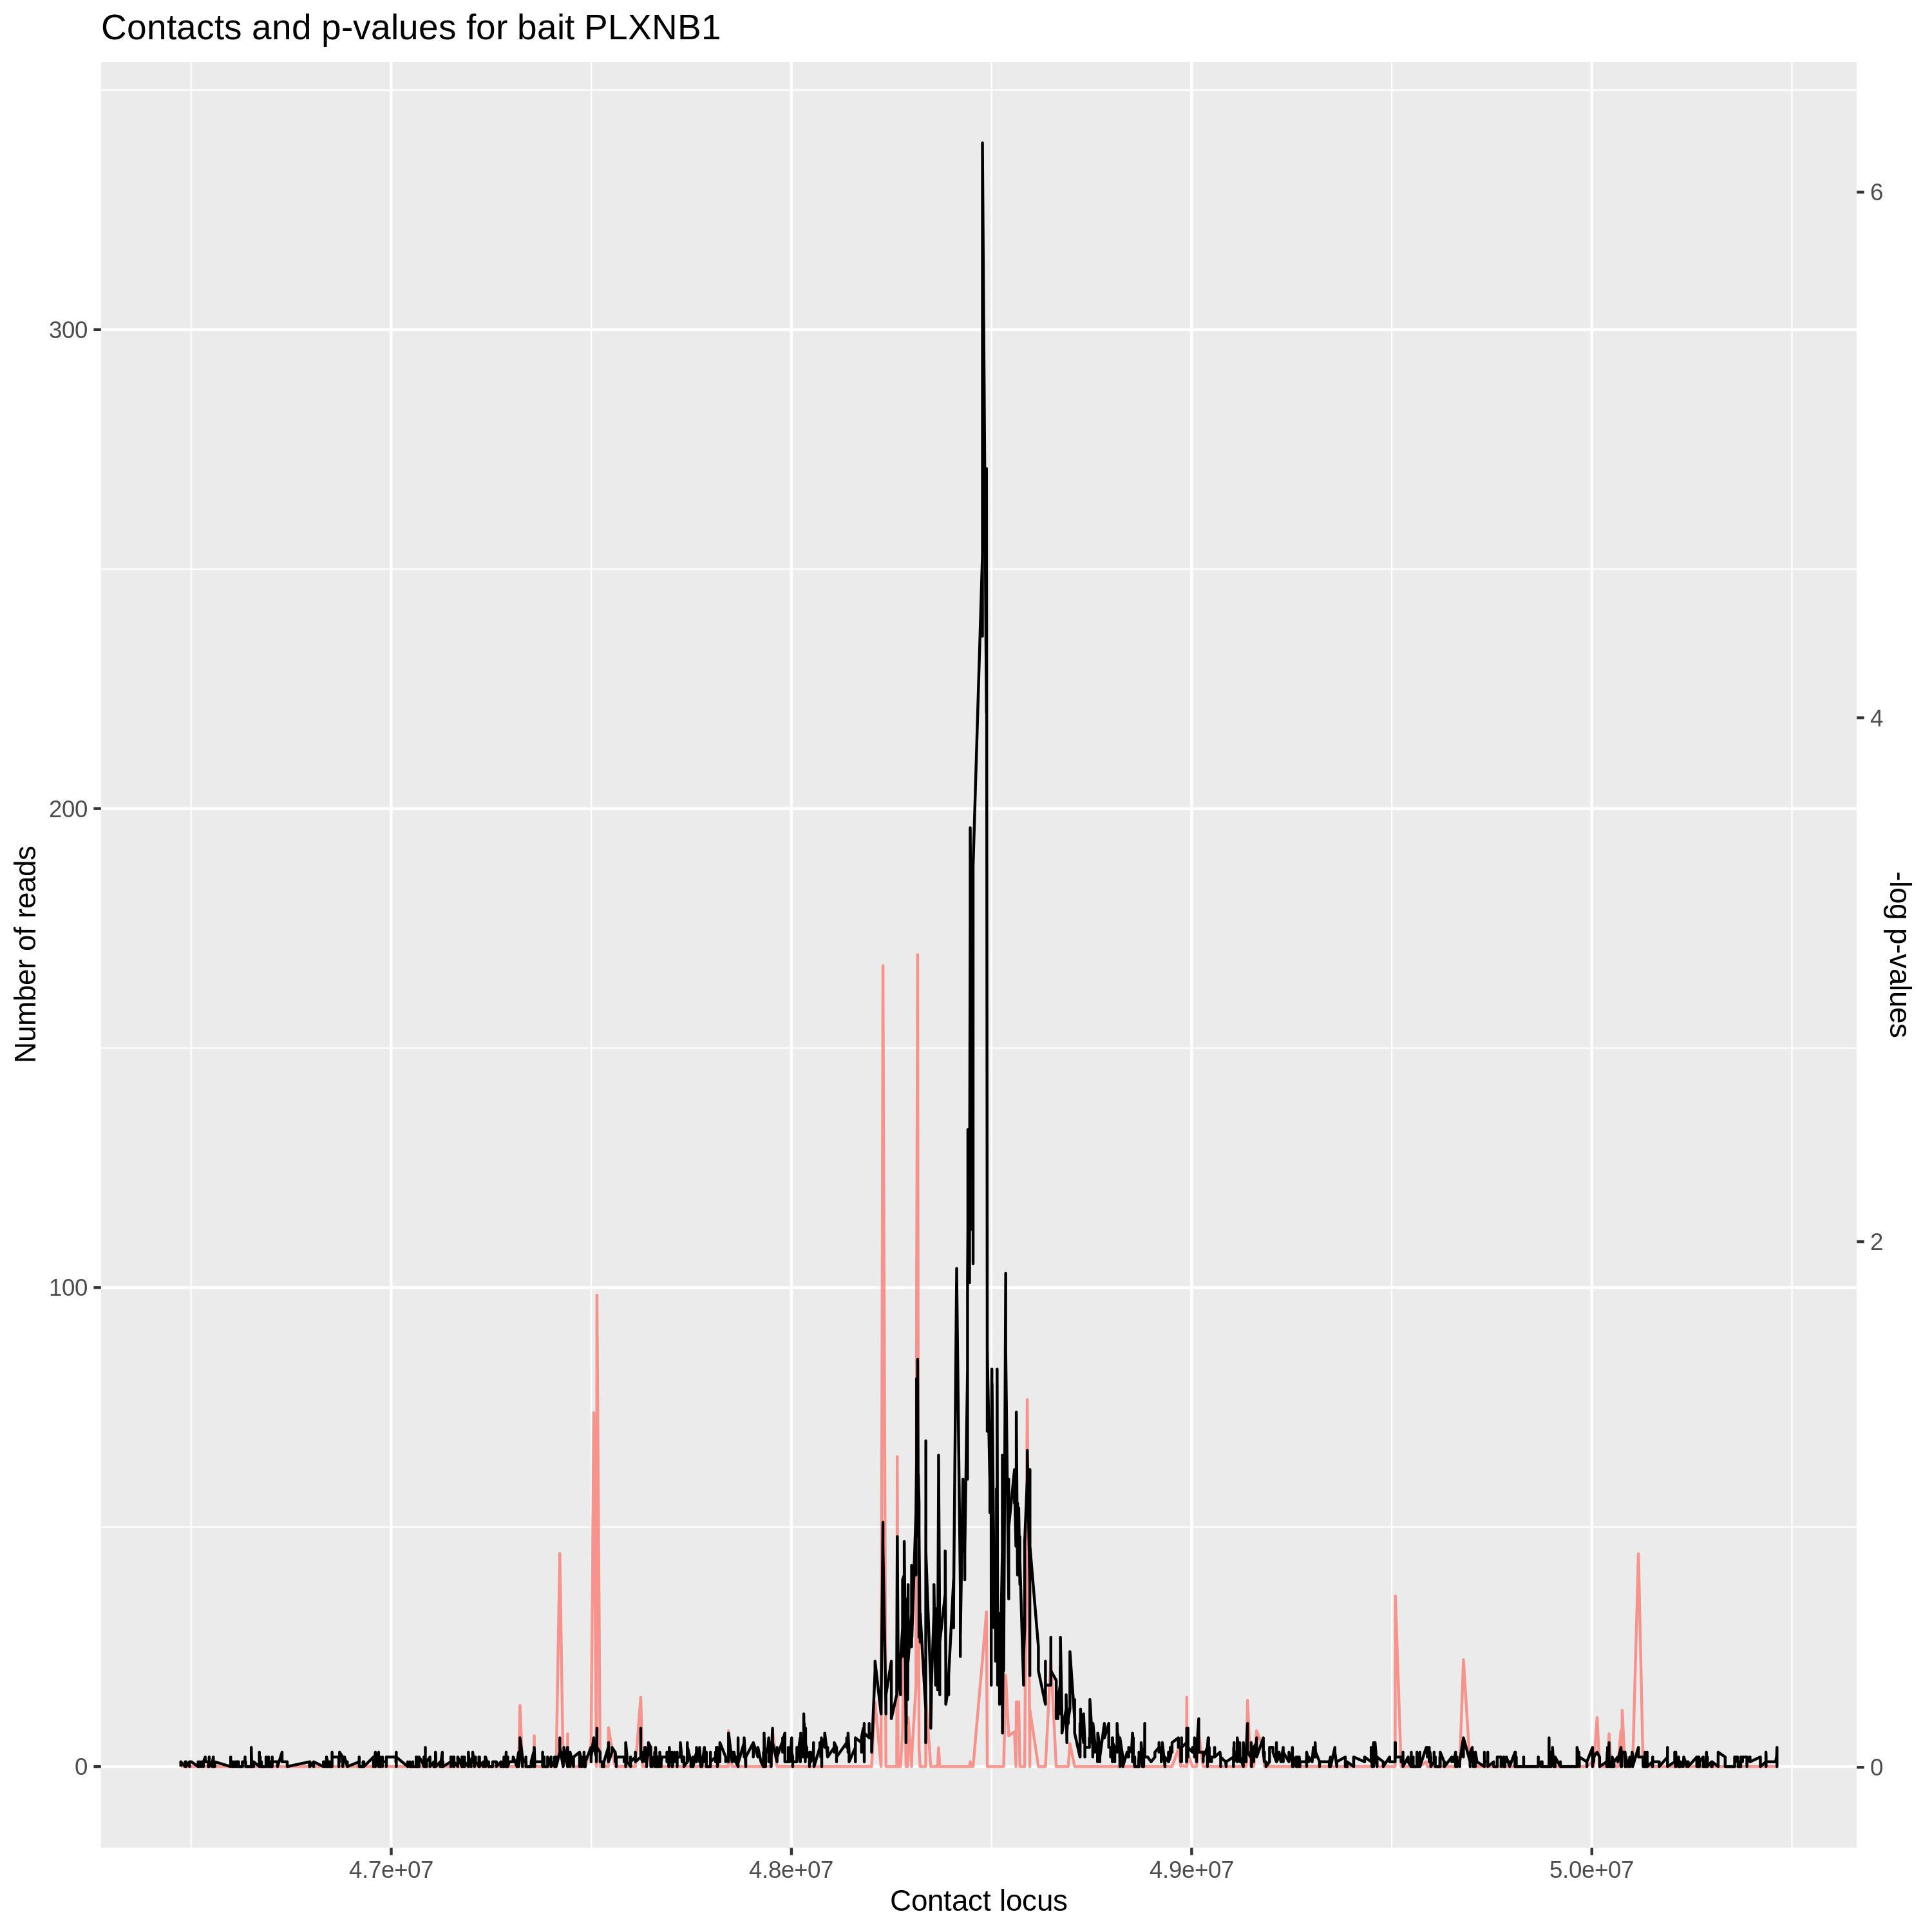 Contacts and p-values for bait PLXNB1
Number of reads
300
200
100
0
6
4
2
0
-log p-values
4.7e+07
4.8e+07
4.9e+07
5.0e+07
Contact locus